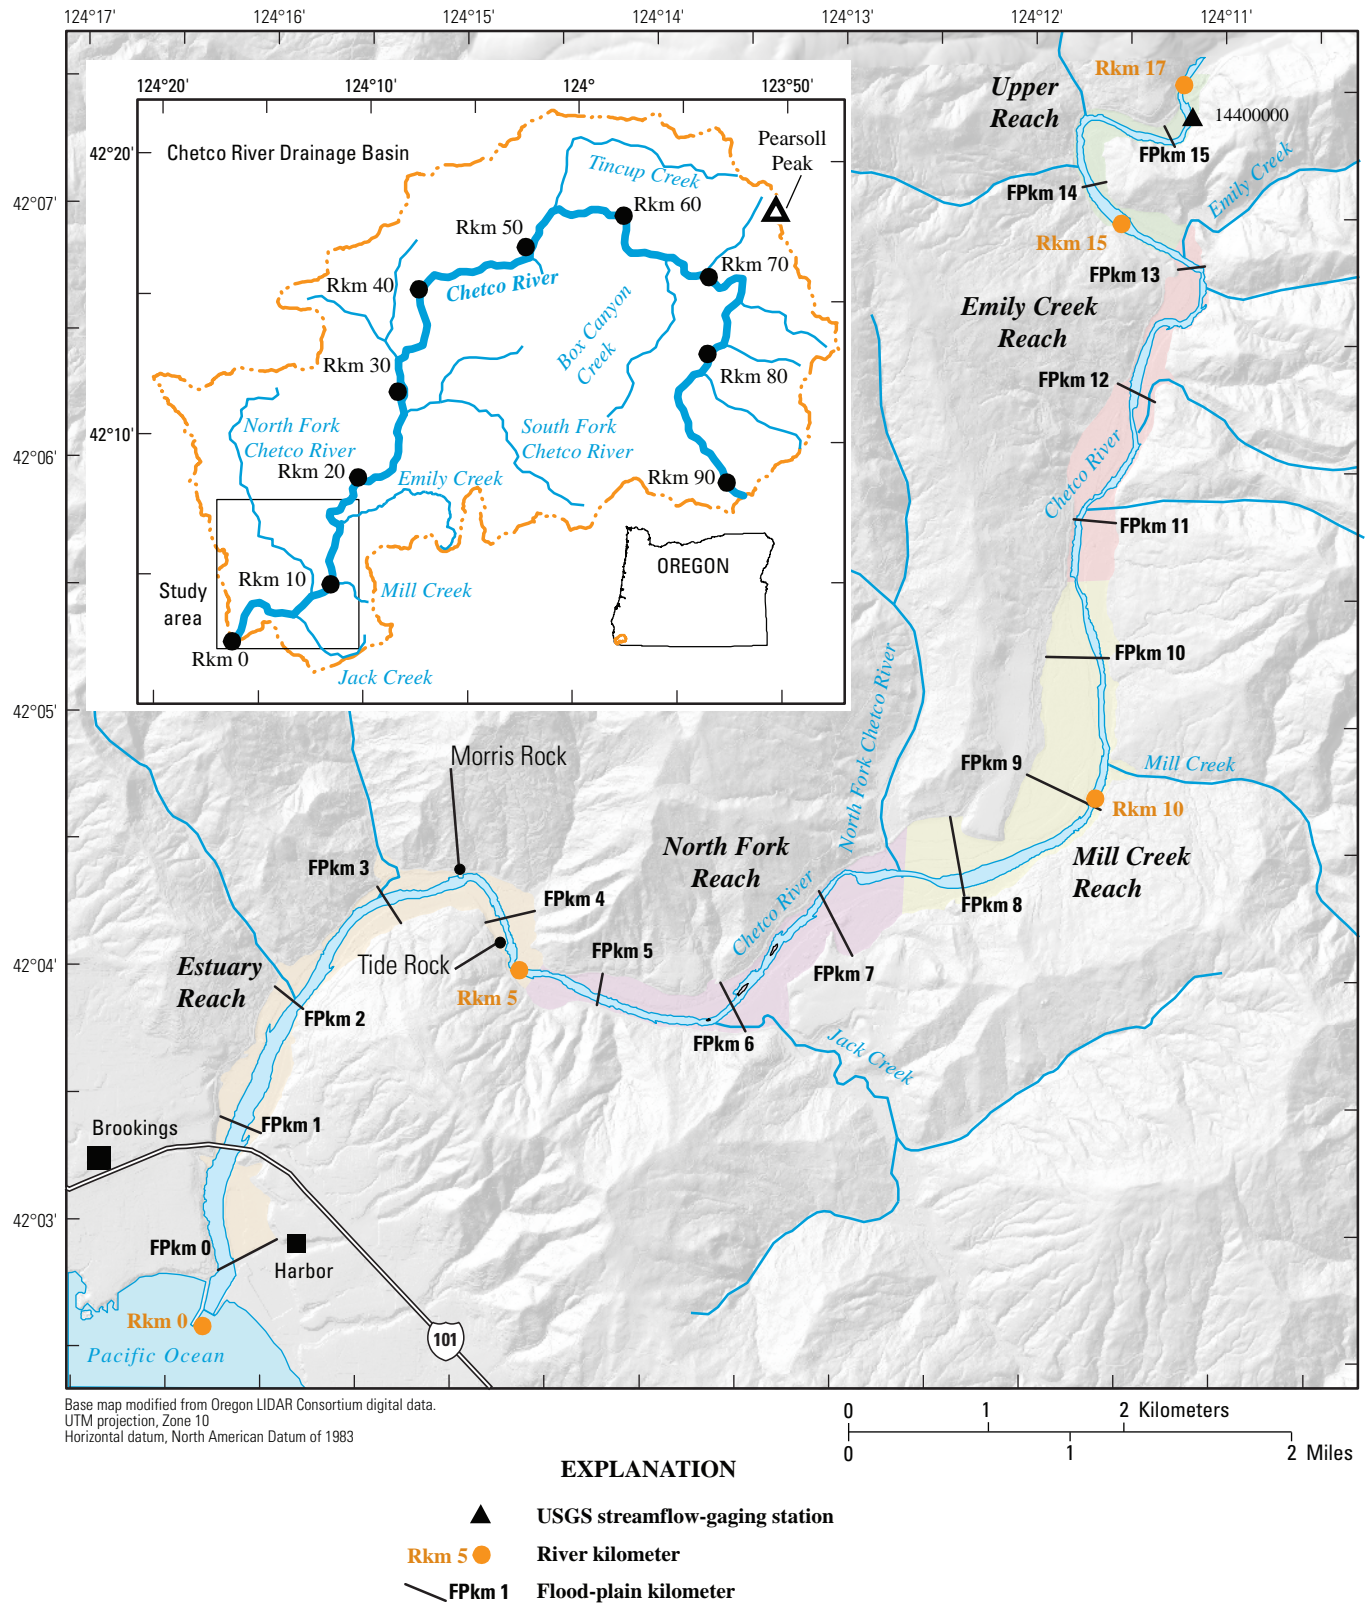 124°17'
124°16'
124°15'
124°14'
124°13'
124°12'
124°11'
42°07'
42°06'
42°05'
42°04'
42°03'
124°20'
124°10'
124°
123°50'
42°20'
42°10'
Chetco River Drainage Basin
Pearsoll
Peak
Tincup Creek
Rkm 60
Rkm 50
Rkm 70
Rkm 40
Chetco River
Box Canyon
Creek
Rkm 30
Rkm 80
North Fork
Chetco River
South Fork
Chetco River
Rkm 20
Emily Creek
Rkm 90
OREGON
Rkm 10
Study
area
Mill Creek
Rkm 0
Jack Creek
Rkm 17
Upper
Reach
14400000
FPkm 15
Emily Creek
FPkm 14
Rkm 15
FPkm 13
Emily Creek
Reach
FPkm 12
Chetco River
FPkm 11
FPkm 10
North Fork Chetco River
FPkm 9
Mill Creek
Rkm 10
Morris Rock
North Fork
Reach
Mill Creek
Reach
FPkm 3
FPkm 4
FPkm 8
Chetco River
FPkm 5
Tide Rock
FPkm 7
Estuary
Reach
Rkm 5
FPkm 2
FPkm 6
Jack Creek
FPkm 1
Brookings
FPkm 0
Harbor
Rkm 0
101
Pacific Ocean
Base map modified from Oregon LIDAR Consortium digital data.
UTM projection, Zone 10
Horizontal datum, North American Datum of 1983
0 1 2 Kilometers
0 1 2 Miles
EXPLANATION
USGS streamflow-gaging station
Rkm 5 River kilometer
FPkm 1 Flood-plain kilometer